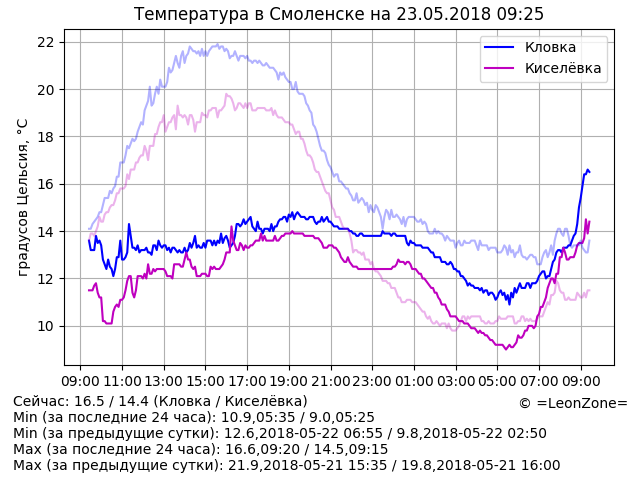 Температура в Смоленске на 23.05.2018 09:25
Кловка
Киселёвка
градусов Цельсия, °C
22
20
18
16
14
12
10
09:00 11:00 13:00 15:00 17:00 19:00 21:00 23:00 01:00 03:00 05:00 07:00 09:00
Сейчас: 16.5 / 14.4 (Кловка / Киселёвка)
© =LeonZone=
Min (за последние 24 часа): 10.9,05:35 / 9.0,05:25
Min (за предыдущие сутки): 12.6,2018-05-22 06:55 / 9.8,2018-05-22 02:50
Max (за последние 24 часа): 16.6,09:20 / 14.5,09:15
Max (за предыдущие сутки): 21.9,2018-05-21 15:35 / 19.8,2018-05-21 16:00